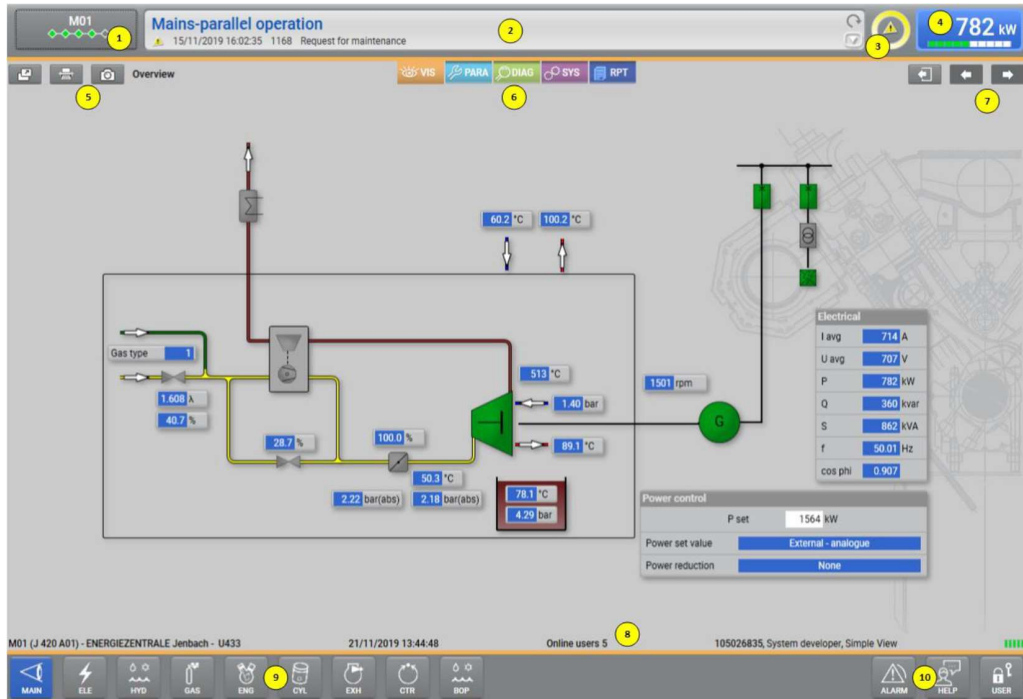 M01
1
Mains-parallel operation
15/11/2019 16:02:35 1168 Request for maintenance
2
3
4
782 kW
5
Overview
VIS PARA DIAG SYS RPT
6
7
60.2 °C 100.2 °C
Gas type 1
1.608 λ
40.7 %
28.7 %
100.0 %
50.3 °C
2.22 bar(abs) 2.18 bar(abs)
513 °C
1.40 bar
89.1 °C
78.1 °C
4.29 bar
1501 rpm
G
Electrical
I avg 714 A
U avg 707 V
P 782 kW
Q 360 kvar
S 862 kVA
f 50.01 Hz
cos phi 0.907
Power control
P set 1564 kW
Power set value External - analogue
Power reduction None
8
M01 (J 420 A01) - ENERGIEZENTRALE Jenbach - U433 21/11/2019 13:44:48 Online users 5 105026835, System developer, Simple View
9
10
MAIN ELE HYD GAS ENG CYL EXH CTR BOP ALARM HELP USER